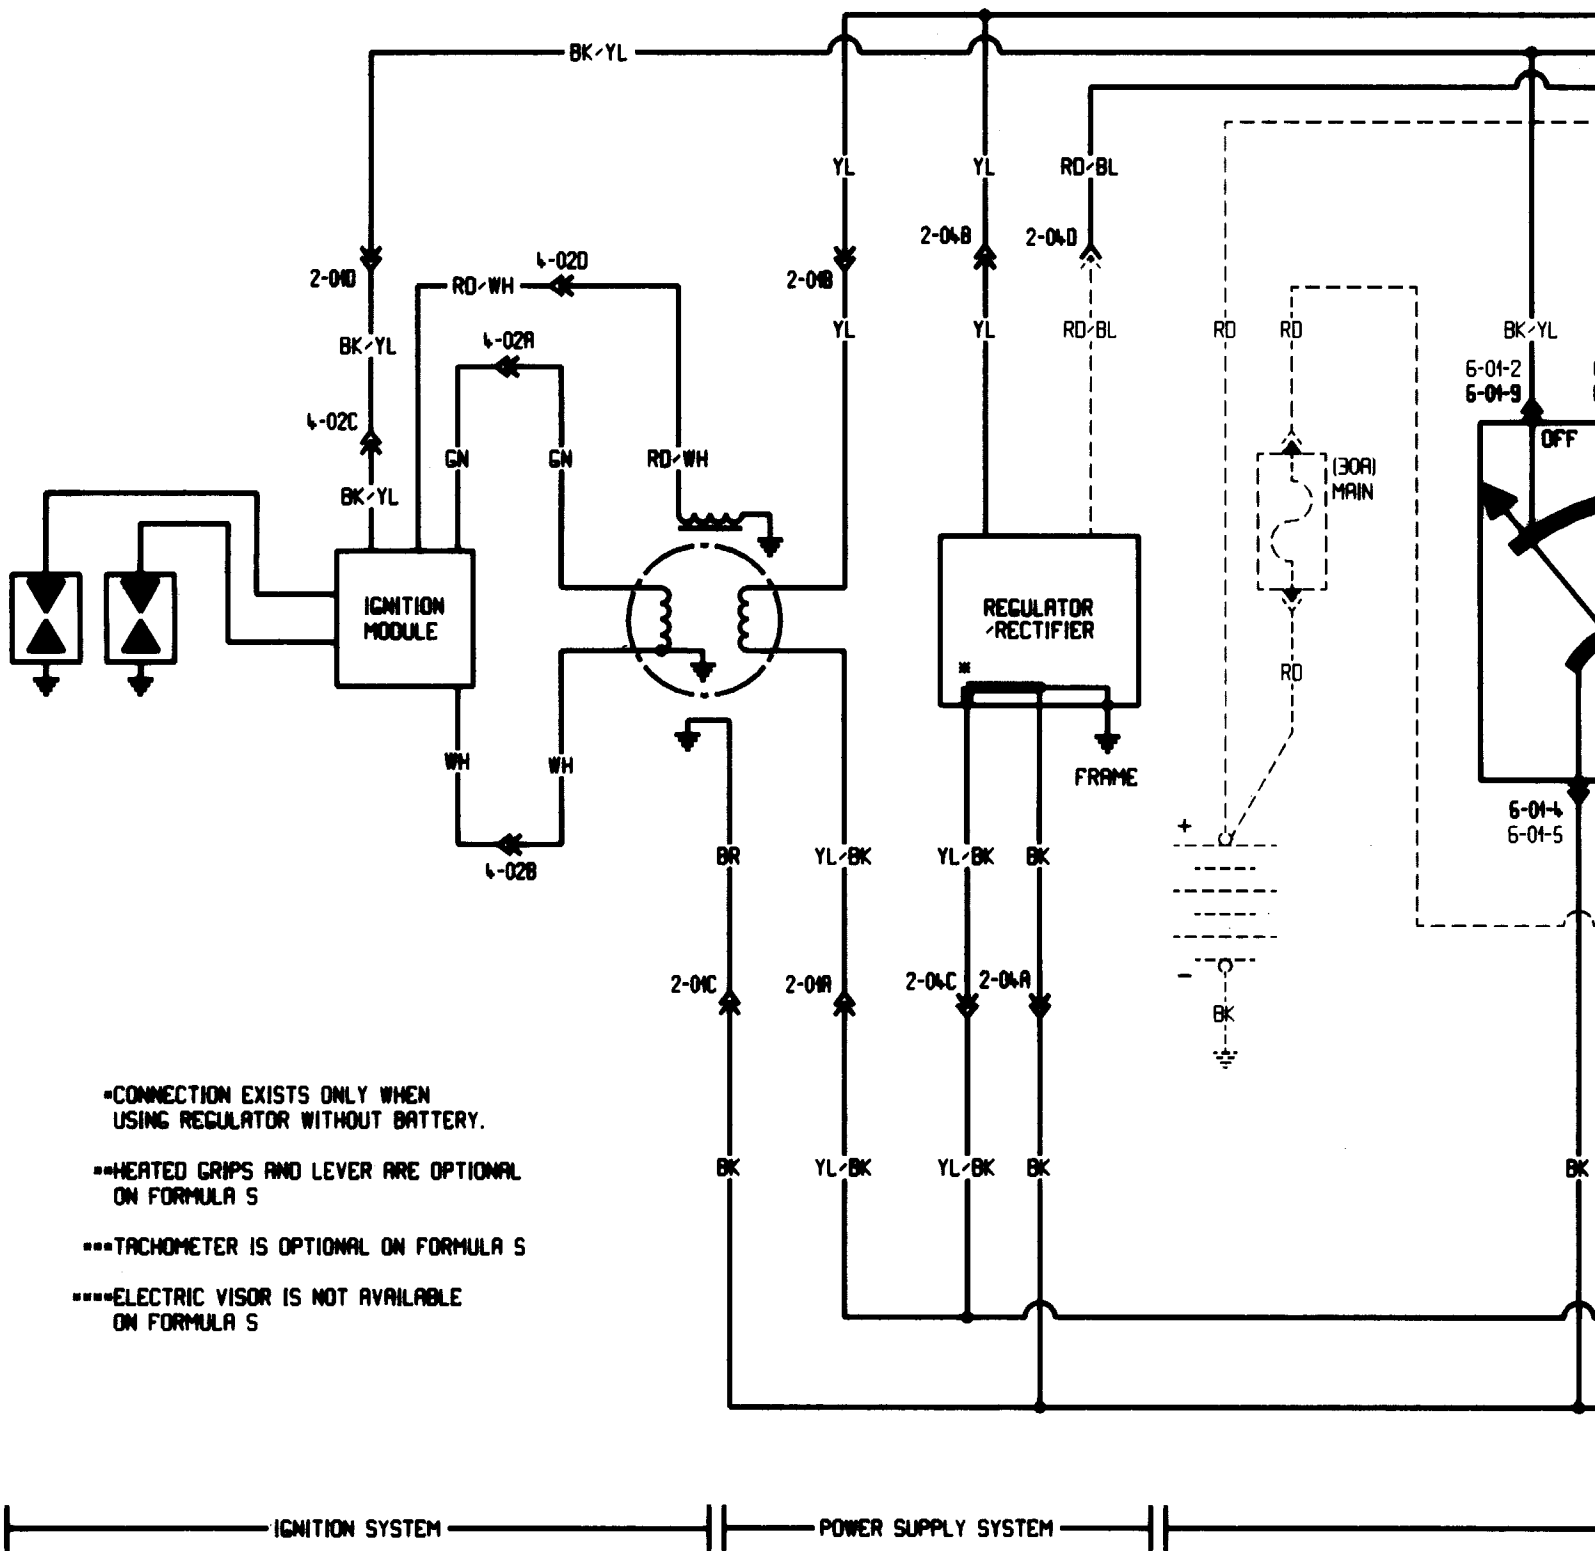 BK/YL
YL
YL
RD/BL
2-04B
2-04D
4-02D
2-01D
RD/WH
2-01B
BK/YL
4-02A
YL
YL
RD/BL
RD
RD
BK/YL
6-01-2
6-01-9
4-02C
OFF
GN
GN
RD/WH
(30A)
MAIN
BK/YL
IGNITION
MODULE
REGULATOR
/RECTIFIER
*
RD
WH
WH
FRAME
6-01-4
6-01-5
+
BR
YL/BK
YL/BK
BK
4-02B
2-01C
2-01A
2-04C
2-04A
-
BK
*CONNECTION EXISTS ONLY WHEN
USING REGULATOR WITHOUT BATTERY.
**HEATED GRIPS AND LEVER ARE OPTIONAL
ON FORMULA S
BK
YL/BK
YL/BK
BK
BK
***TACHOMETER IS OPTIONAL ON FORMULA S
****ELECTRIC VISOR IS NOT AVAILABLE
ON FORMULA S
IGNITION SYSTEM
POWER SUPPLY SYSTEM